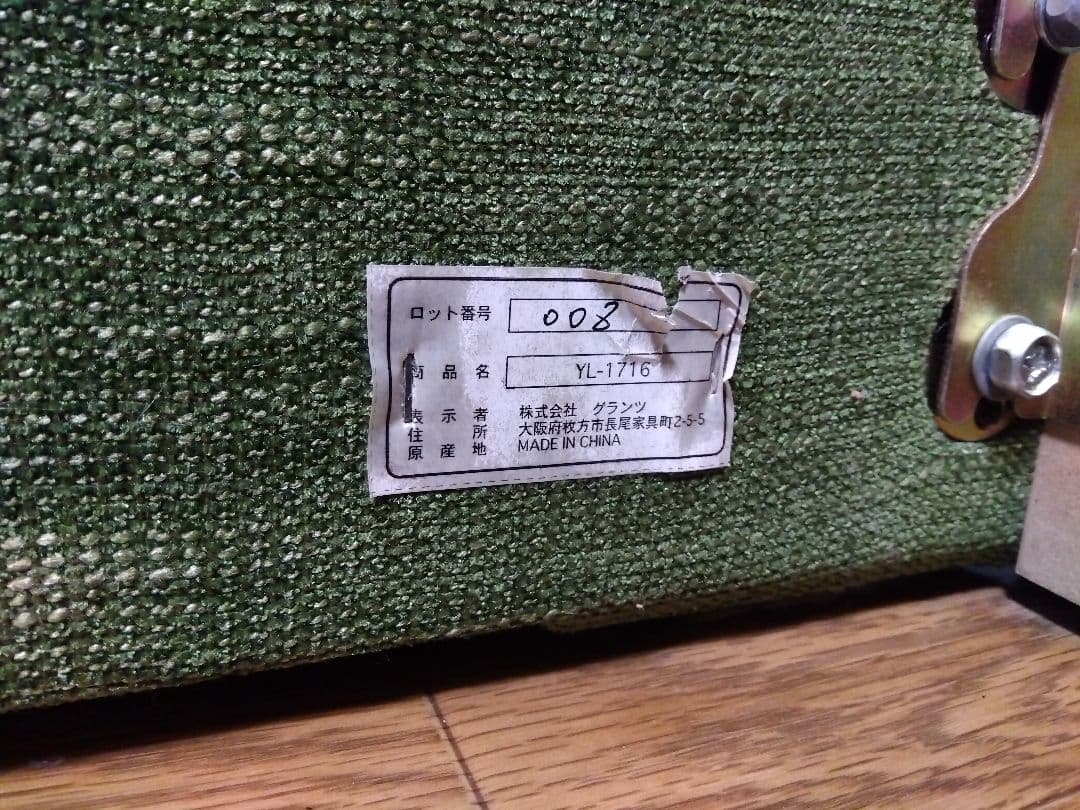 ロット番号 008
商品名 YL-1716
表示者 株式会社 グランツ
住所 大阪府枚方市長尾家具町2-5-5
原産地 MADE IN CHINA